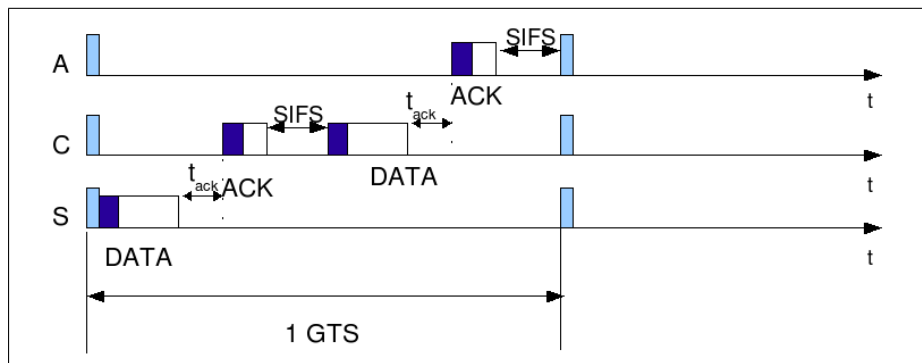 SIFS
A
ACK
t
t ack
SIFS
C
DATA
t
t ack
ACK
S
DATA
t
1 GTS